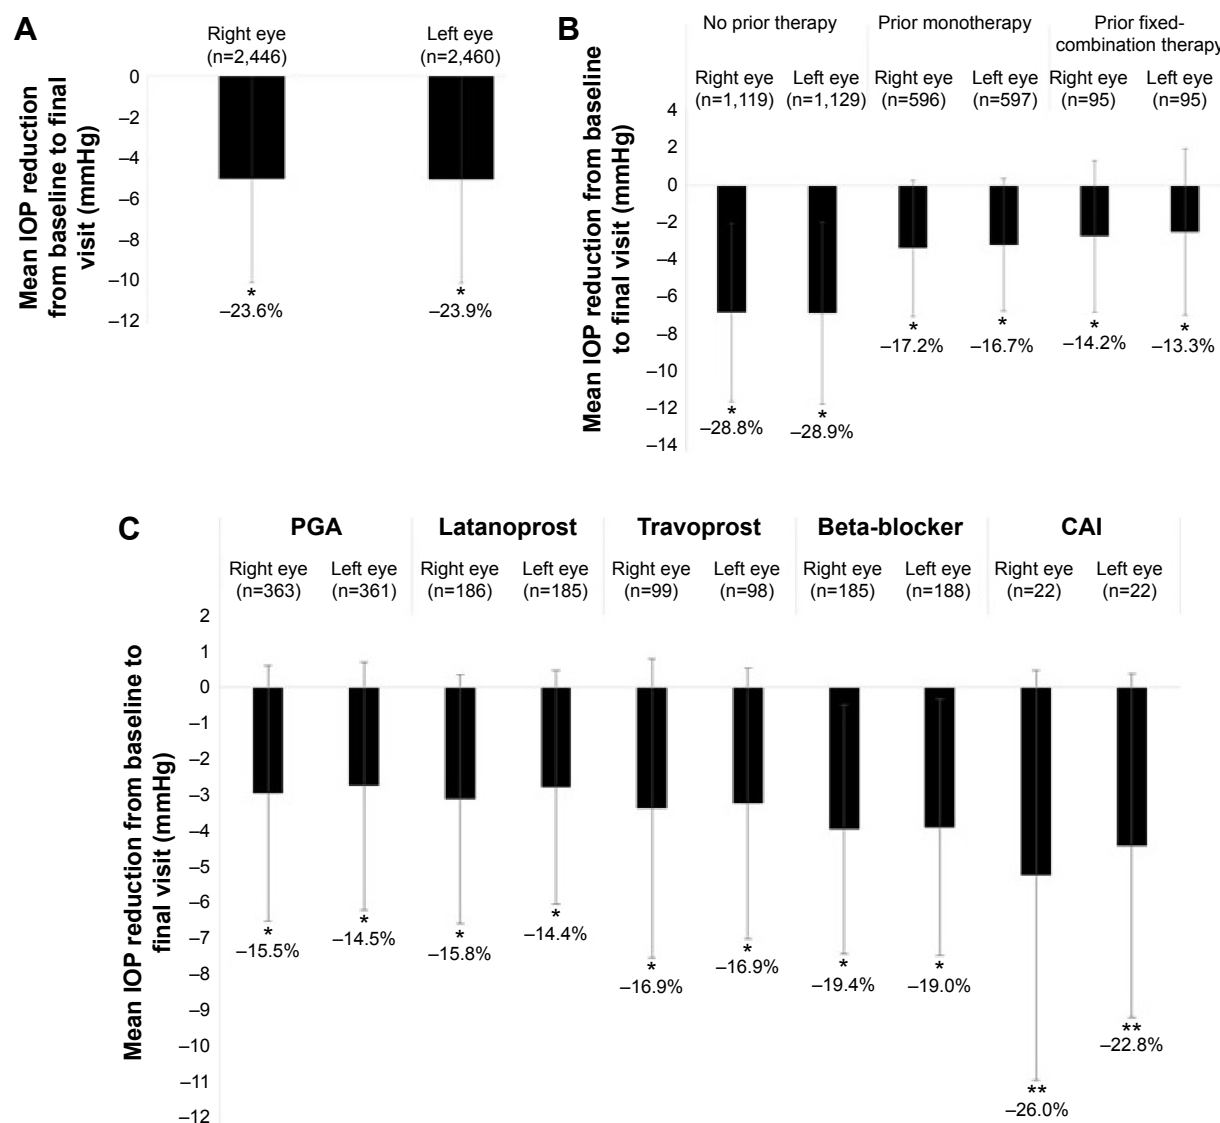 A
Right eye
(n=2,446)
Left eye
(n=2,460)
Mean IOP reduction
from baseline to final
visit (mmHg)
0
–2
–4
–6
–8
–10
–12
*
–23.6%
*
–23.9%
B
No prior therapy
Prior monotherapy
Prior fixed-
combination therapy
Right eye
(n=1,119)
Left eye
(n=1,129)
Right eye
(n=596)
Left eye
(n=597)
Right eye
(n=95)
Left eye
(n=95)
Mean IOP reduction from baseline
to final visit (mmHg)
4
2
0
–2
–4
–6
–8
–10
–12
–14
*
–28.8%
*
–28.9%
*
–17.2%
*
–16.7%
*
–14.2%
*
–13.3%
C
PGA
Latanoprost
Travoprost
Beta-blocker
CAI
Right eye
(n=363)
Left eye
(n=361)
Right eye
(n=186)
Left eye
(n=185)
Right eye
(n=99)
Left eye
(n=98)
Right eye
(n=185)
Left eye
(n=188)
Right eye
(n=22)
Left eye
(n=22)
Mean IOP reduction from baseline to
final visit (mmHg)
2
1
0
–1
–2
–3
–4
–5
–6
–7
–8
–9
–10
–11
–12
*
–15.5%
*
–14.5%
*
–15.8%
*
–14.4%
*
–16.9%
*
–16.9%
*
–19.4%
*
–19.0%
**
–26.0%
**
–22.8%